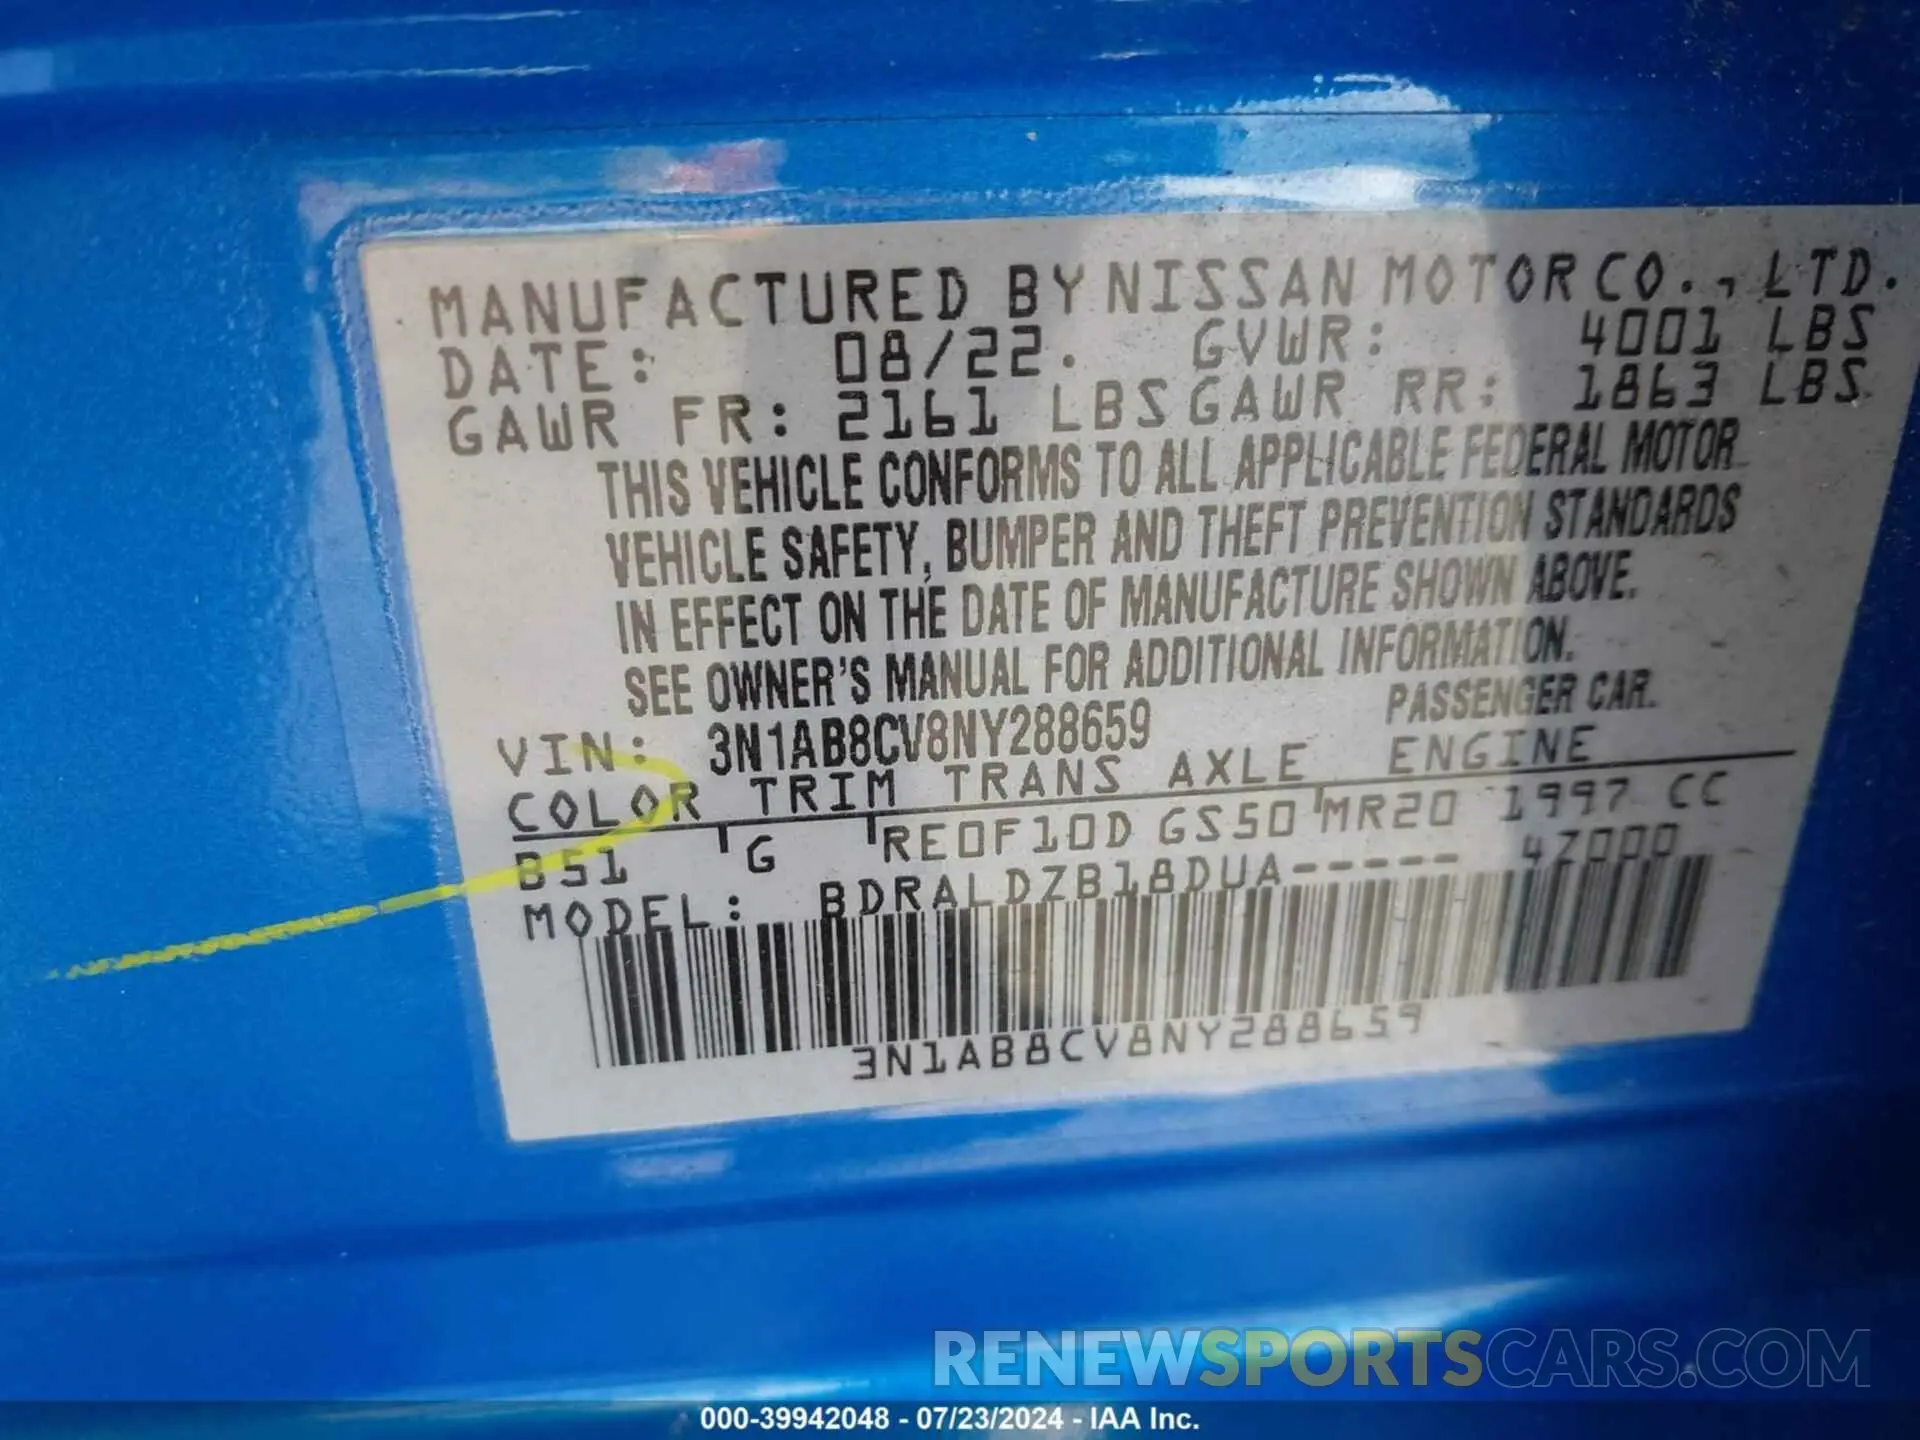 MANUFACTURED BY NISSAN MOTOR CO., LTD.
DATE: 08/22. GVWR: 4001 LBS
GAWR FR: 2161 LBS GAWR RR: 1863 LBS
THIS VEHICLE CONFORMS TO ALL APPLICABLE FEDERAL MOTOR
VEHICLE SAFETY, BUMPER AND THEFT PREVENTION STANDARDS
IN EFFECT ON THE DATE OF MANUFACTURE SHOWN ABOVE.
SEE OWNER'S MANUAL FOR ADDITIONAL INFORMATION.
VIN: 3N1AB8CV8NY288659 PASSENGER CAR.
COLOR TRIM TRANS AXLE ENGINE
B51 G RE0F10D GS50 MR20 1997 CC
MODEL: BDRALDZB18DUA----- 4Z000
3N1AB8CV8NY288659
RENEWSPORTSCARS.COM
000-39942048 - 07/23/2024 - IAA Inc.